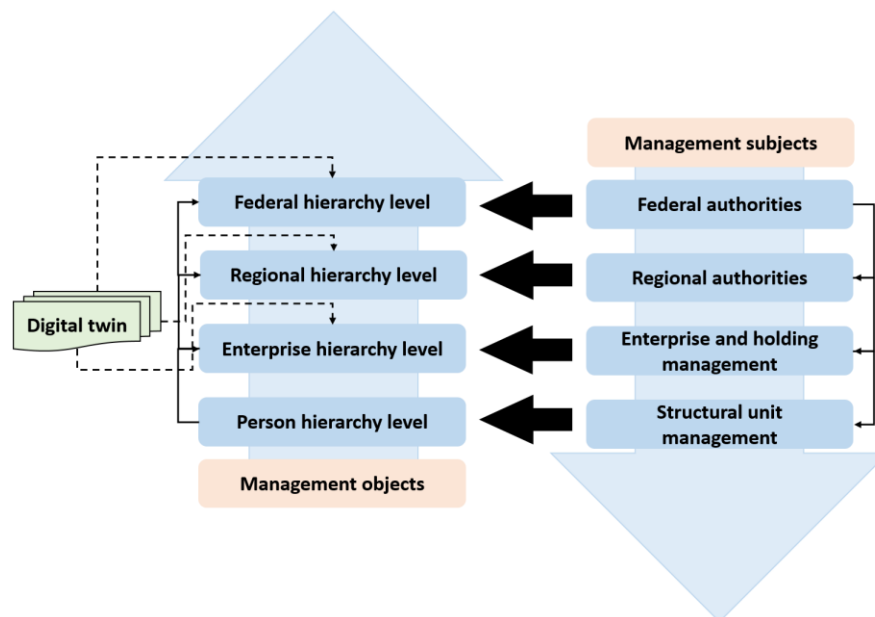 Management subjects
Federal hierarchy level
Federal authorities
Regional hierarchy level
Regional authorities
Digital twin
Enterprise hierarchy level
Enterprise and holding
management
Person hierarchy level
Structural unit
management
Management objects